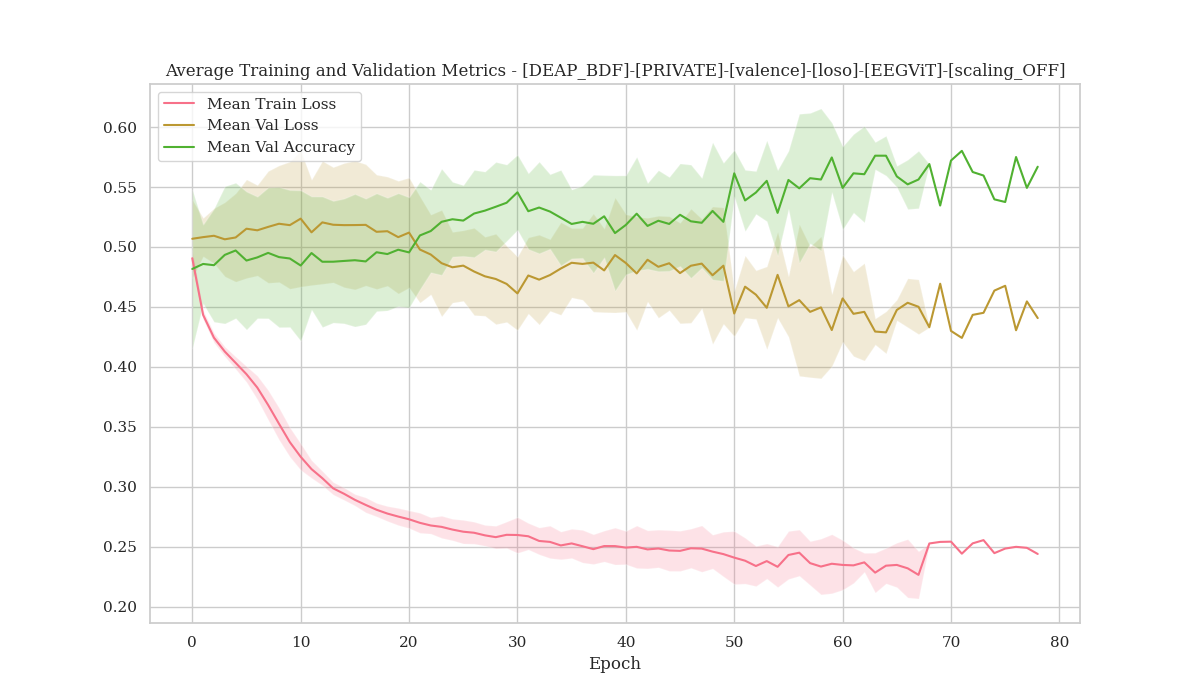 Average Training and Validation Metrics - [DEAP_BDF]-[PRIVATE]-[valence]-[loso]-[EEGViT]-[scaling_OFF]
Mean Train Loss
Mean Val Loss
Mean Val Accuracy
0.60
0.55
0.50
0.45
0.40
0.35
0.30
0.25
0.20
0 10 20 30 40 50 60 70 80
Epoch